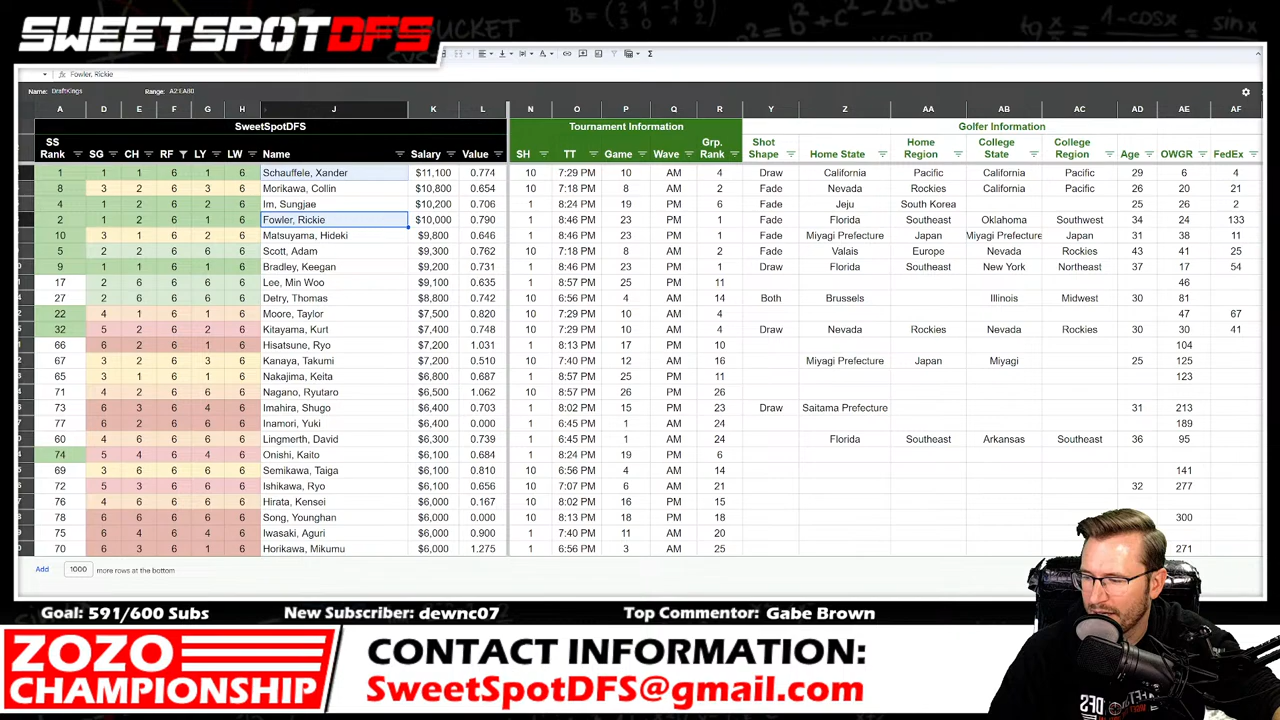 SWEETSPOTDFS
Fowler, Rickie
Name: DraftKings Range: A2:EA80
A D E F G H J K L N O P Q R Y Z AA AB AC AD AE AF
SweetSpotDFS Tournament Information Golfer Information
SS Rank SG CH RF LY LW Name Salary Value SH TT Game Wave Grp. Rank Shot Shape Home State Home Region College State College Region Age OWGR FedEx
1 1 1 6 1 6 Schauffele, Xander $11,100 0.774 10 7:29 PM 10 AM 4 Draw California Pacific California Pacific 29 6 4
8 3 2 6 3 6 Morikawa, Collin $10,800 0.654 10 7:18 PM 8 AM 2 Fade Nevada Rockies California Pacific 26 20 21
4 1 2 6 1 6 Im, Sungjae $10,200 0.706 1 8:24 PM 19 PM 6 Fade Jeju South Korea 25 26 2
2 1 2 6 1 6 Fowler, Rickie $10,000 0.790 1 8:46 PM 23 PM 1 Fade Florida Southeast Oklahoma Southwest 34 24 133
10 3 1 6 2 6 Matsuyama, Hideki $9,800 0.646 1 8:46 PM 23 PM 1 Fade Miyagi Prefecture Japan Miyagi Prefecture Japan 31 38 11
5 2 2 6 2 6 Scott, Adam $9,300 0.762 10 7:18 PM 8 AM 2 Fade Valais Europe Nevada Rockies 43 41 25
9 1 1 6 1 6 Bradley, Keegan $9,200 0.731 1 8:46 PM 23 PM 1 Draw Florida Southeast New York Northeast 37 17 54
17 2 6 6 6 6 Lee, Min Woo $9,100 0.635 1 8:57 PM 25 PM 11 46
27 2 6 6 6 6 Detry, Thomas $8,800 0.742 10 6:56 PM 4 AM 14 Both Brussels Illinois Midwest 30 81
22 4 1 6 1 6 Moore, Taylor $7,500 0.820 10 7:29 PM 10 AM 4 47 67
32 5 2 6 2 6 Kitayama, Kurt $7,400 0.748 10 7:29 PM 10 AM 4 Draw Nevada Rockies Nevada Rockies 30 30 41
66 6 2 6 1 6 Hisatsune, Ryo $7,200 1.031 1 8:13 PM 17 PM 10 104
67 3 2 6 3 6 Kanaya, Takumi $7,200 0.510 10 7:40 PM 12 AM 16 Miyagi Prefecture Japan Miyagi 25 125
65 3 1 6 1 6 Nakajima, Keita $6,800 0.687 1 8:57 PM 25 PM 11 123
71 4 2 6 6 6 Nagano, Ryutaro $6,500 1.062 10 8:57 PM 26 PM 26
73 6 3 6 4 6 Imahira, Shugo $6,400 0.703 1 8:02 PM 15 PM 23 Draw Saitama Prefecture 31 213
77 6 2 6 6 6 Inamori, Yuki $6,400 0.000 1 6:45 PM 1 AM 24 189
60 4 6 6 6 6 Lingmerth, David $6,300 0.739 1 6:45 PM 1 AM 24 Florida Southeast Arkansas Southeast 36 95
74 5 4 6 4 6 Onishi, Kaito $6,100 0.684 1 8:24 PM 19 PM 6
69 3 6 6 6 6 Semikawa, Taiga $6,100 0.810 10 6:56 PM 4 AM 14 141
72 5 3 6 6 6 Ishikawa, Ryo $6,100 0.656 10 7:07 PM 6 AM 21 32 277
76 4 6 6 6 6 Hirata, Kensei $6,000 0.167 10 8:02 PM 16 PM 15
78 6 6 6 6 6 Song, Younghan $6,000 0.000 10 8:13 PM 18 PM 18 300
75 6 4 6 4 6 Iwasaki, Aguri $6,000 0.900 1 7:40 PM 11 AM 20
70 6 3 6 1 6 Horikawa, Mikumu $6,000 1.275 1 6:56 PM 3 AM 25 271
Add 1000 more rows at the bottom
Goal: 591/600 Subs New Subscriber: dewnc07 Top Commentor: Gabe Brown
ZOZO
CHAMPIONSHIP
CONTACT INFORMATION:
SweetSpotDFS@gmail.com